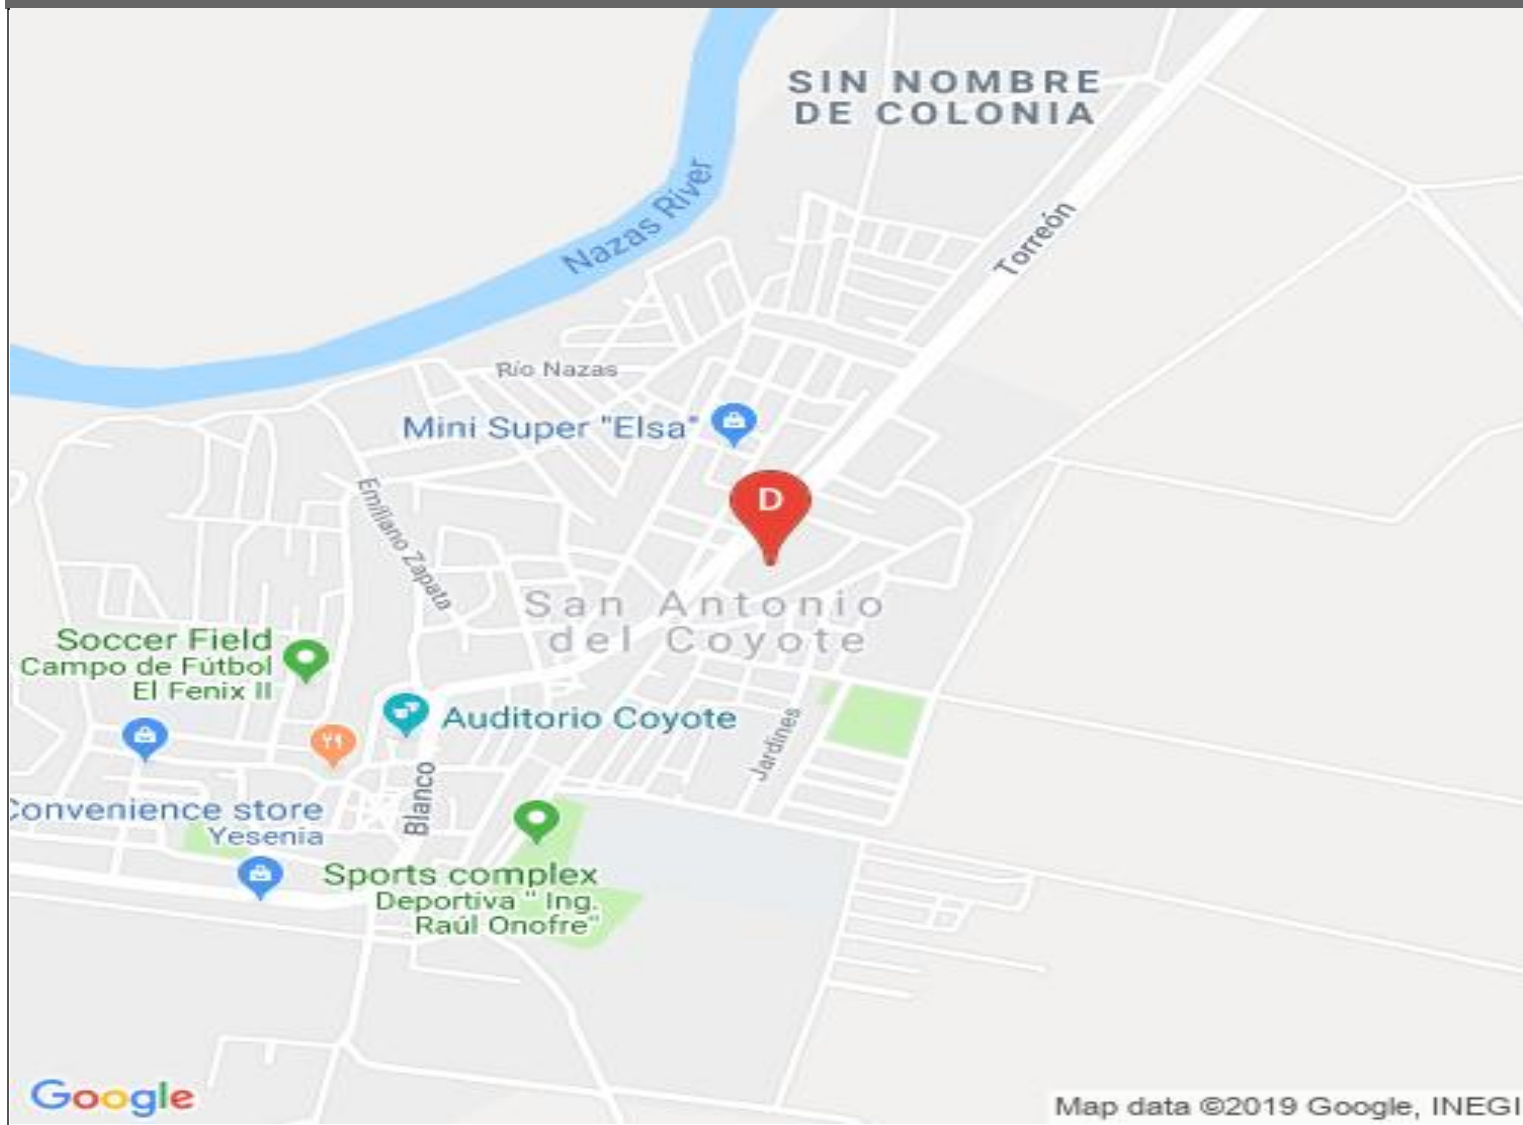 SIN NOMBRE
DE COLONIA
Nazas River
Torreón
Río Nazas
Mini Super "Elsa"
Emiliano Zapata
D
San Antonio
del Coyote
Soccer Field
Campo de Fútbol
El Fenix II
Auditorio Coyote
Jardines
Blanco
Convenience store
Yesenia
Sports complex
Deportiva " Ing.
Raúl Onofre"
Google
Map data ©2019 Google, INEGI